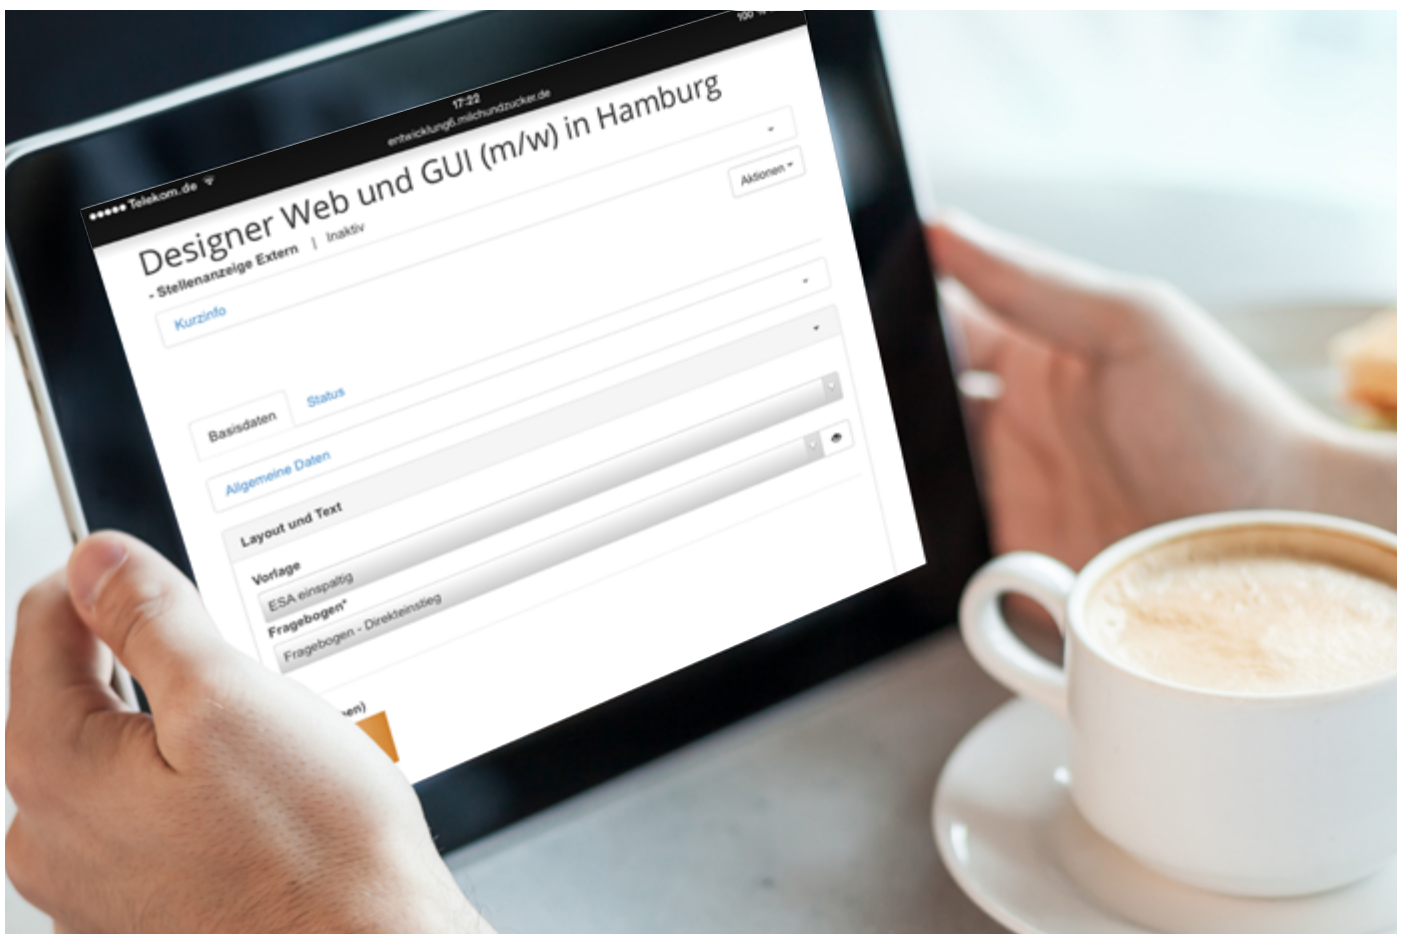 ●●●●● Telekom.de
17:22
100 %
entwicklung6.milchundzucker.de
Designer Web und GUI (m/w) in Hamburg
- Stellenanzeige Extern | Inaktiv
Aktionen
Kurzinfo
Basisdaten
Status
Allgemeine Daten
Layout und Text
Vorlage
ESA einspaltig
Fragebogen*
Fragebogen - Direkteinstieg